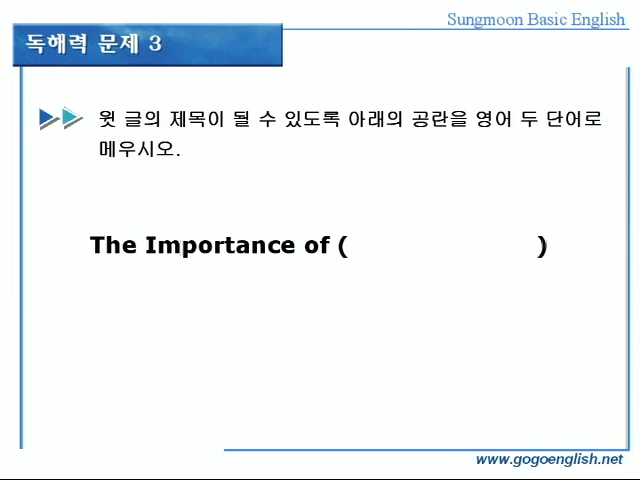 Sungmoon Basic English
독해력 문제 3
윗 글의 제목이 될 수 있도록 아래의 공란을 영어 두 단어로
메우시오.
The Importance of ( )
www.gogoenglish.net